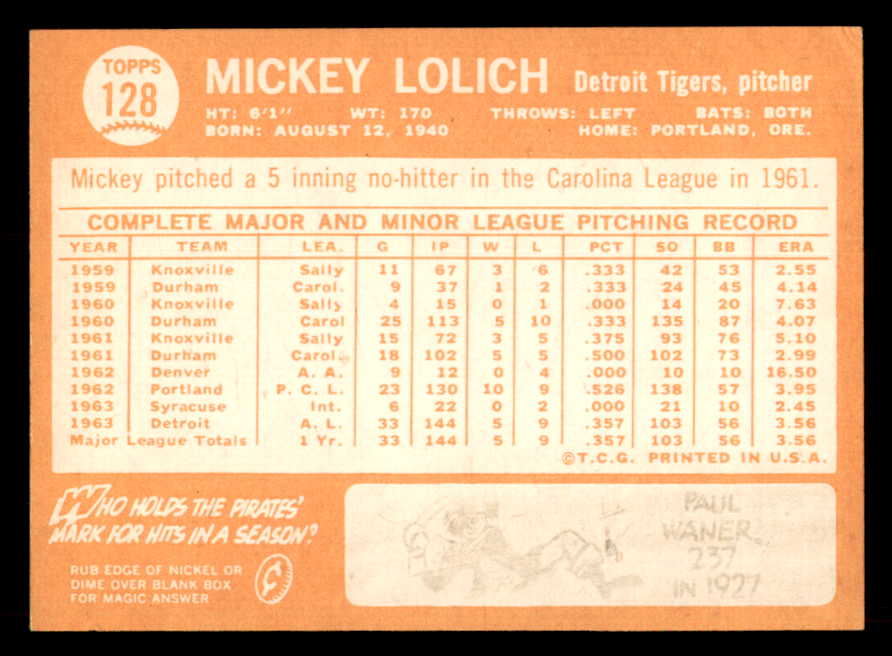 TOPPS
128
MICKEY LOLICH Detroit Tigers, pitcher
HT: 6'1" WT: 170 THROWS: LEFT BATS: BOTH
BORN: AUGUST 12, 1940 HOME: PORTLAND, ORE.
Mickey pitched a 5 inning no-hitter in the Carolina League in 1961.
COMPLETE MAJOR AND MINOR LEAGUE PITCHING RECORD
YEAR TEAM LEA. G IP W L PCT SO BB ERA
1959 Knoxville Sally 11 67 3 6 .333 42 53 2.55
1959 Durham Carol. 9 37 1 2 .333 24 45 4.14
1960 Knoxville Sally 4 15 0 1 .000 14 20 7.63
1960 Durham Carol 25 113 5 10 .333 135 87 4.07
1961 Knoxville Sally 15 72 3 5 .375 93 76 5.10
1961 Durham Carol. 18 102 5 5 .500 102 73 2.99
1962 Denver A. A. 9 12 0 4 .000 10 10 16.50
1962 Portland P. C. L. 23 130 10 9 .526 138 57 3.95
1963 Syracuse Int. 6 22 0 2 .000 21 10 2.45
1963 Detroit A. L. 33 144 5 9 .357 103 56 3.56
Major League Totals 1 Yr. 33 144 5 9 .357 103 56 3.56
©T.C.G. PRINTED IN U.S.A.
WHO HOLDS THE PIRATES'
MARK FOR HITS IN A SEASON?
RUB EDGE OF NICKEL OR
DIME OVER BLANK BOX
FOR MAGIC ANSWER
PAUL
WANER
237
IN 1927